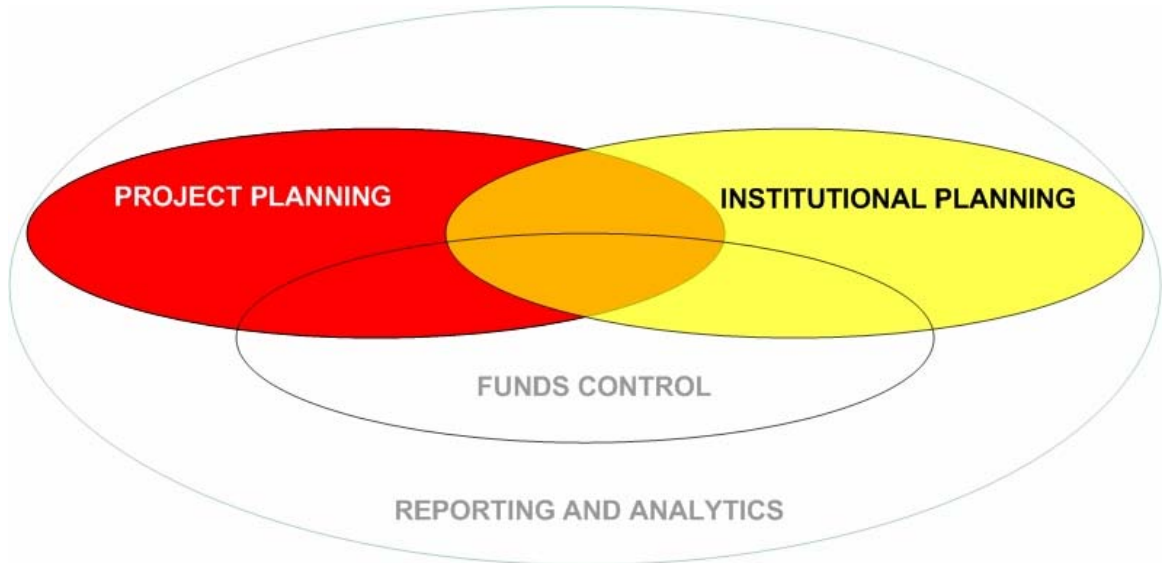 PROJECT PLANNING
INSTITUTIONAL PLANNING
FUNDS CONTROL
REPORTING AND ANALYTICS